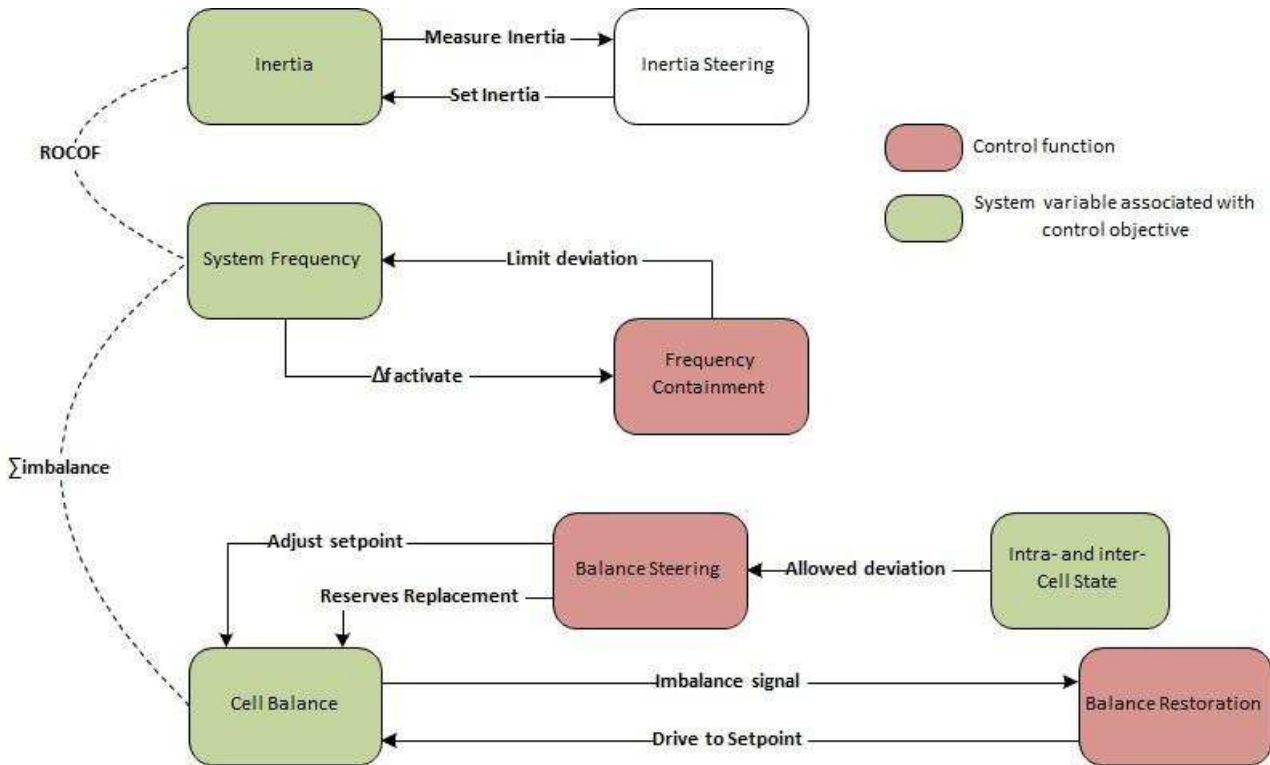 Inertia
Measure Inertia
Inertia Steering
Set Inertia
ROCOF
Control function
System variable associated with
control objective
System Frequency
Limit deviation
Δfactivate
Frequency
Containment
∑imbalance
Adjust setpoint
Balance Steering
Allowed deviation
Intra- and inter-
Cell State
Reserves Replacement
Cell Balance
Imbalance signal
Balance Restoration
Drive to Setpoint